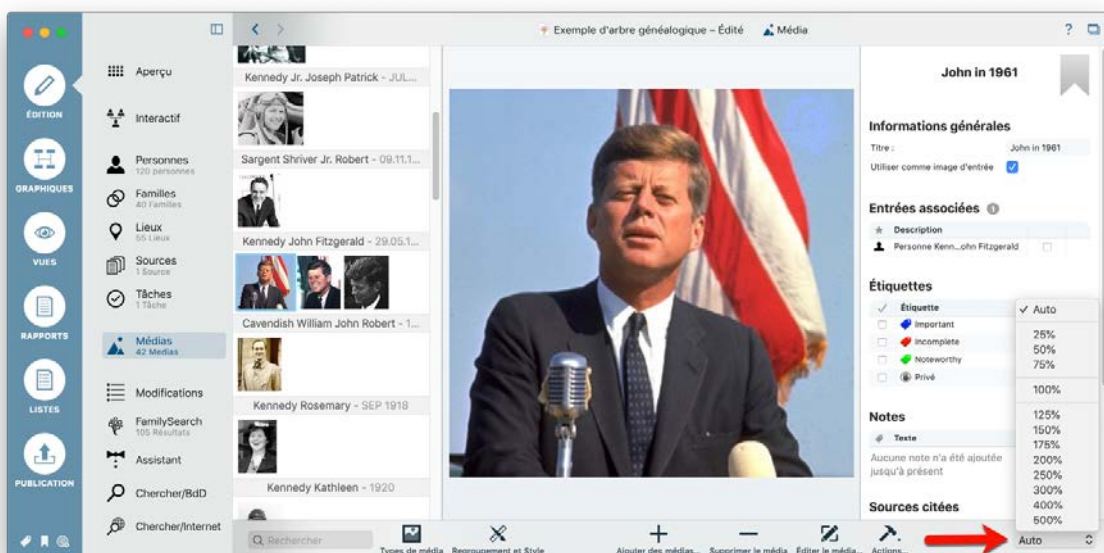 Exemple d'arbre généalogique – Édité
Média
?
ÉDITION
GRAPHIQUES
VUES
RAPPORTS
LISTES
PUBLICATION
Aperçu
Interactif
Personnes
120 personnes
Familles
40 Familles
Lieux
55 Lieux
Sources
1 Source
Tâches
1 Tâche
Médias
42 Medias
Modifications
FamilySearch
105 Résultats
Assistant
Chercher/BdD
Chercher/Internet
Kennedy Jr. Joseph Patrick - JUL...
Sargent Shriver Jr. Robert - 09.11.1...
Kennedy John Fitzgerald - 29.05.1...
Cavendish William John Robert - 1...
Kennedy Rosemary - SEP 1918
Kennedy Kathleen - 1920
John in 1961
Informations générales
Titre : John in 1961
Utiliser comme image d'entrée
Entrées associées 1
Description
Personne Kenn...ohn Fitzgerald
Étiquettes
Étiquette
Important
Incomplete
Noteworthy
Privé
Notes
Texte
Aucune note n'a été ajoutée
jusqu'à présent
Sources citées
Auto
25%
50%
75%
100%
125%
150%
175%
200%
250%
300%
400%
500%
Rechercher
Types de média
Regroupement et Style
Ajouter des médias...
Supprimer le média
Éditer le média...
Actions...
Auto